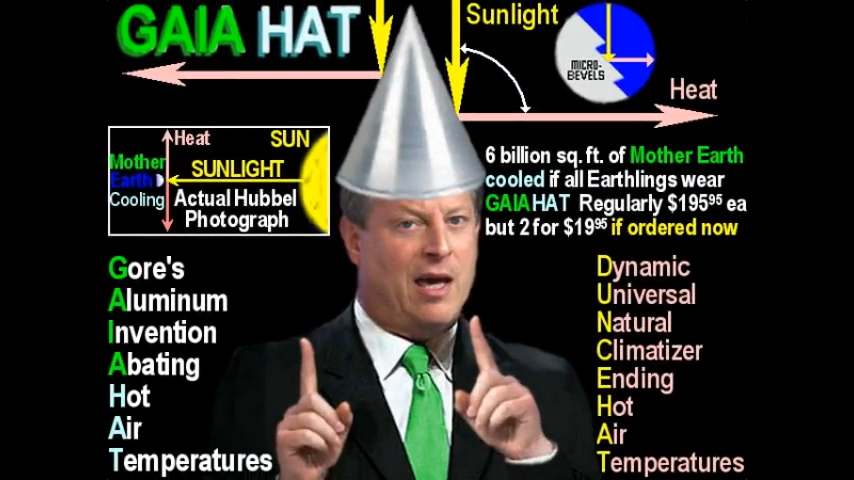 GAIA HAT
Sunlight
MICRO-
BEVELS
Heat
Heat
SUN
Mother
Earth
Cooling
SUNLIGHT
Actual Hubbel
Photograph
6 billion sq. ft. of Mother Earth
cooled if all Earthlings wear
GAIA HAT Regularly $195⁹⁵ ea
but 2 for $19⁹⁵ if ordered now
Gore's
Aluminum
Invention
Abating
Hot
Air
Temperatures
Dynamic
Universal
Natural
Climatizer
Ending
Hot
Air
Temperatures